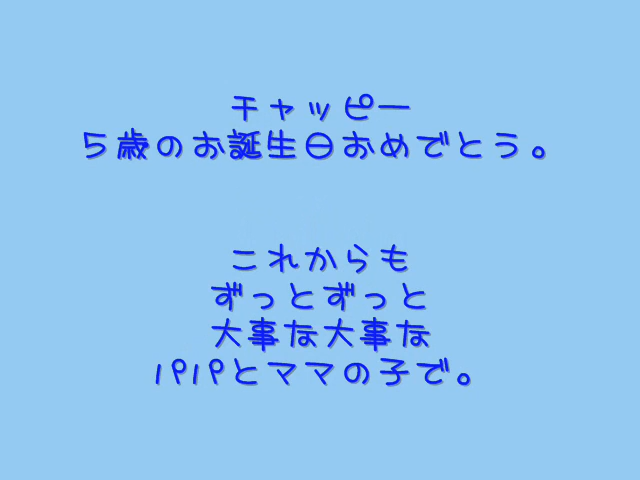 チャッピー
5歳のお誕生日おめでとう。
これからも
ずっとずっと
大事な大事な
パパとママの子で。